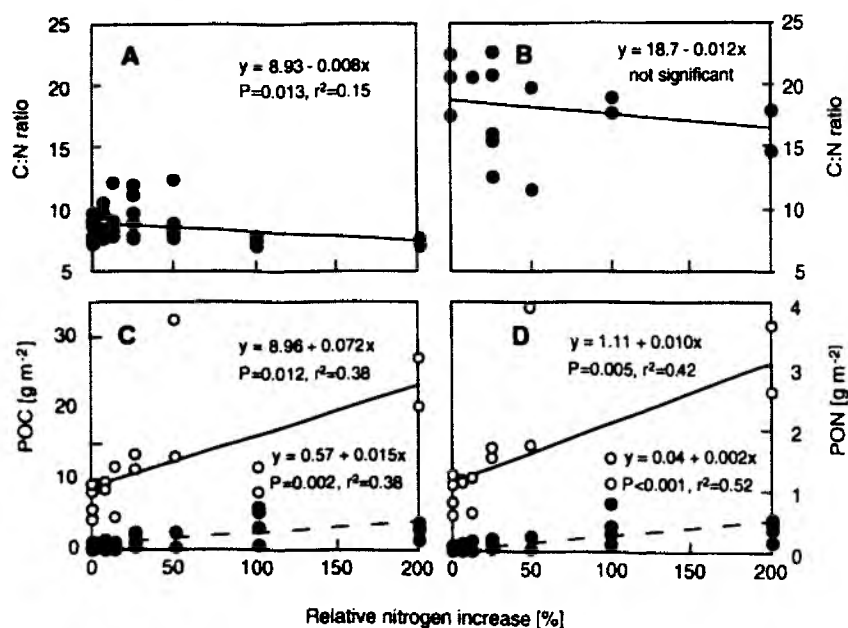 25
20
15
10
5
C:N ratio
A
y = 8.93 - 0.008x
P=0.013, r²=0.15
B
y = 18.7 - 0.012x
not significant
25
20
15
10
5
C:N ratio
30
20
10
0
POC [g m⁻²]
C
y = 8.96 + 0.072x
P=0.012, r²=0.38
y = 0.57 + 0.015x
P=0.002, r²=0.38
D
y = 1.11 + 0.010x
P=0.005, r²=0.42
y = 0.04 + 0.002x
P<0.001, r²=0.52
4
3
2
1
0
PON [g m⁻²]
0 50 100 150 200
0 50 100 150 200
Relative nitrogen increase [%]